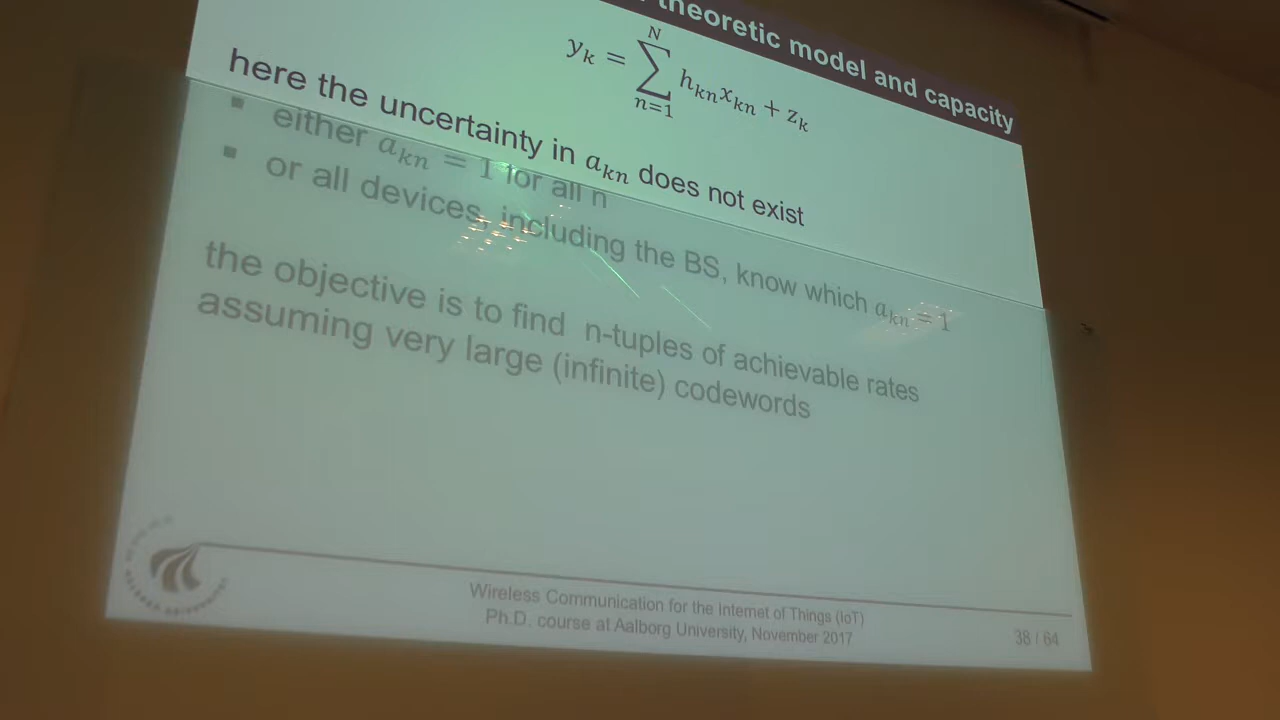 theoretic model and capacity
y_k = \sum_{n=1}^{N} h_{kn} x_{kn} + z_k
here the uncertainty in a_{kn} does not exist
▪ either a_{kn} = 1 for all n
▪ or all devices, including the BS, know which a_{kn} = 1
the objective is to find n-tuples of achievable rates
assuming very large (infinite) codewords
Wireless Communication for the Internet of Things (IoT)
Ph.D. course at Aalborg University, November 2017
38 / 64